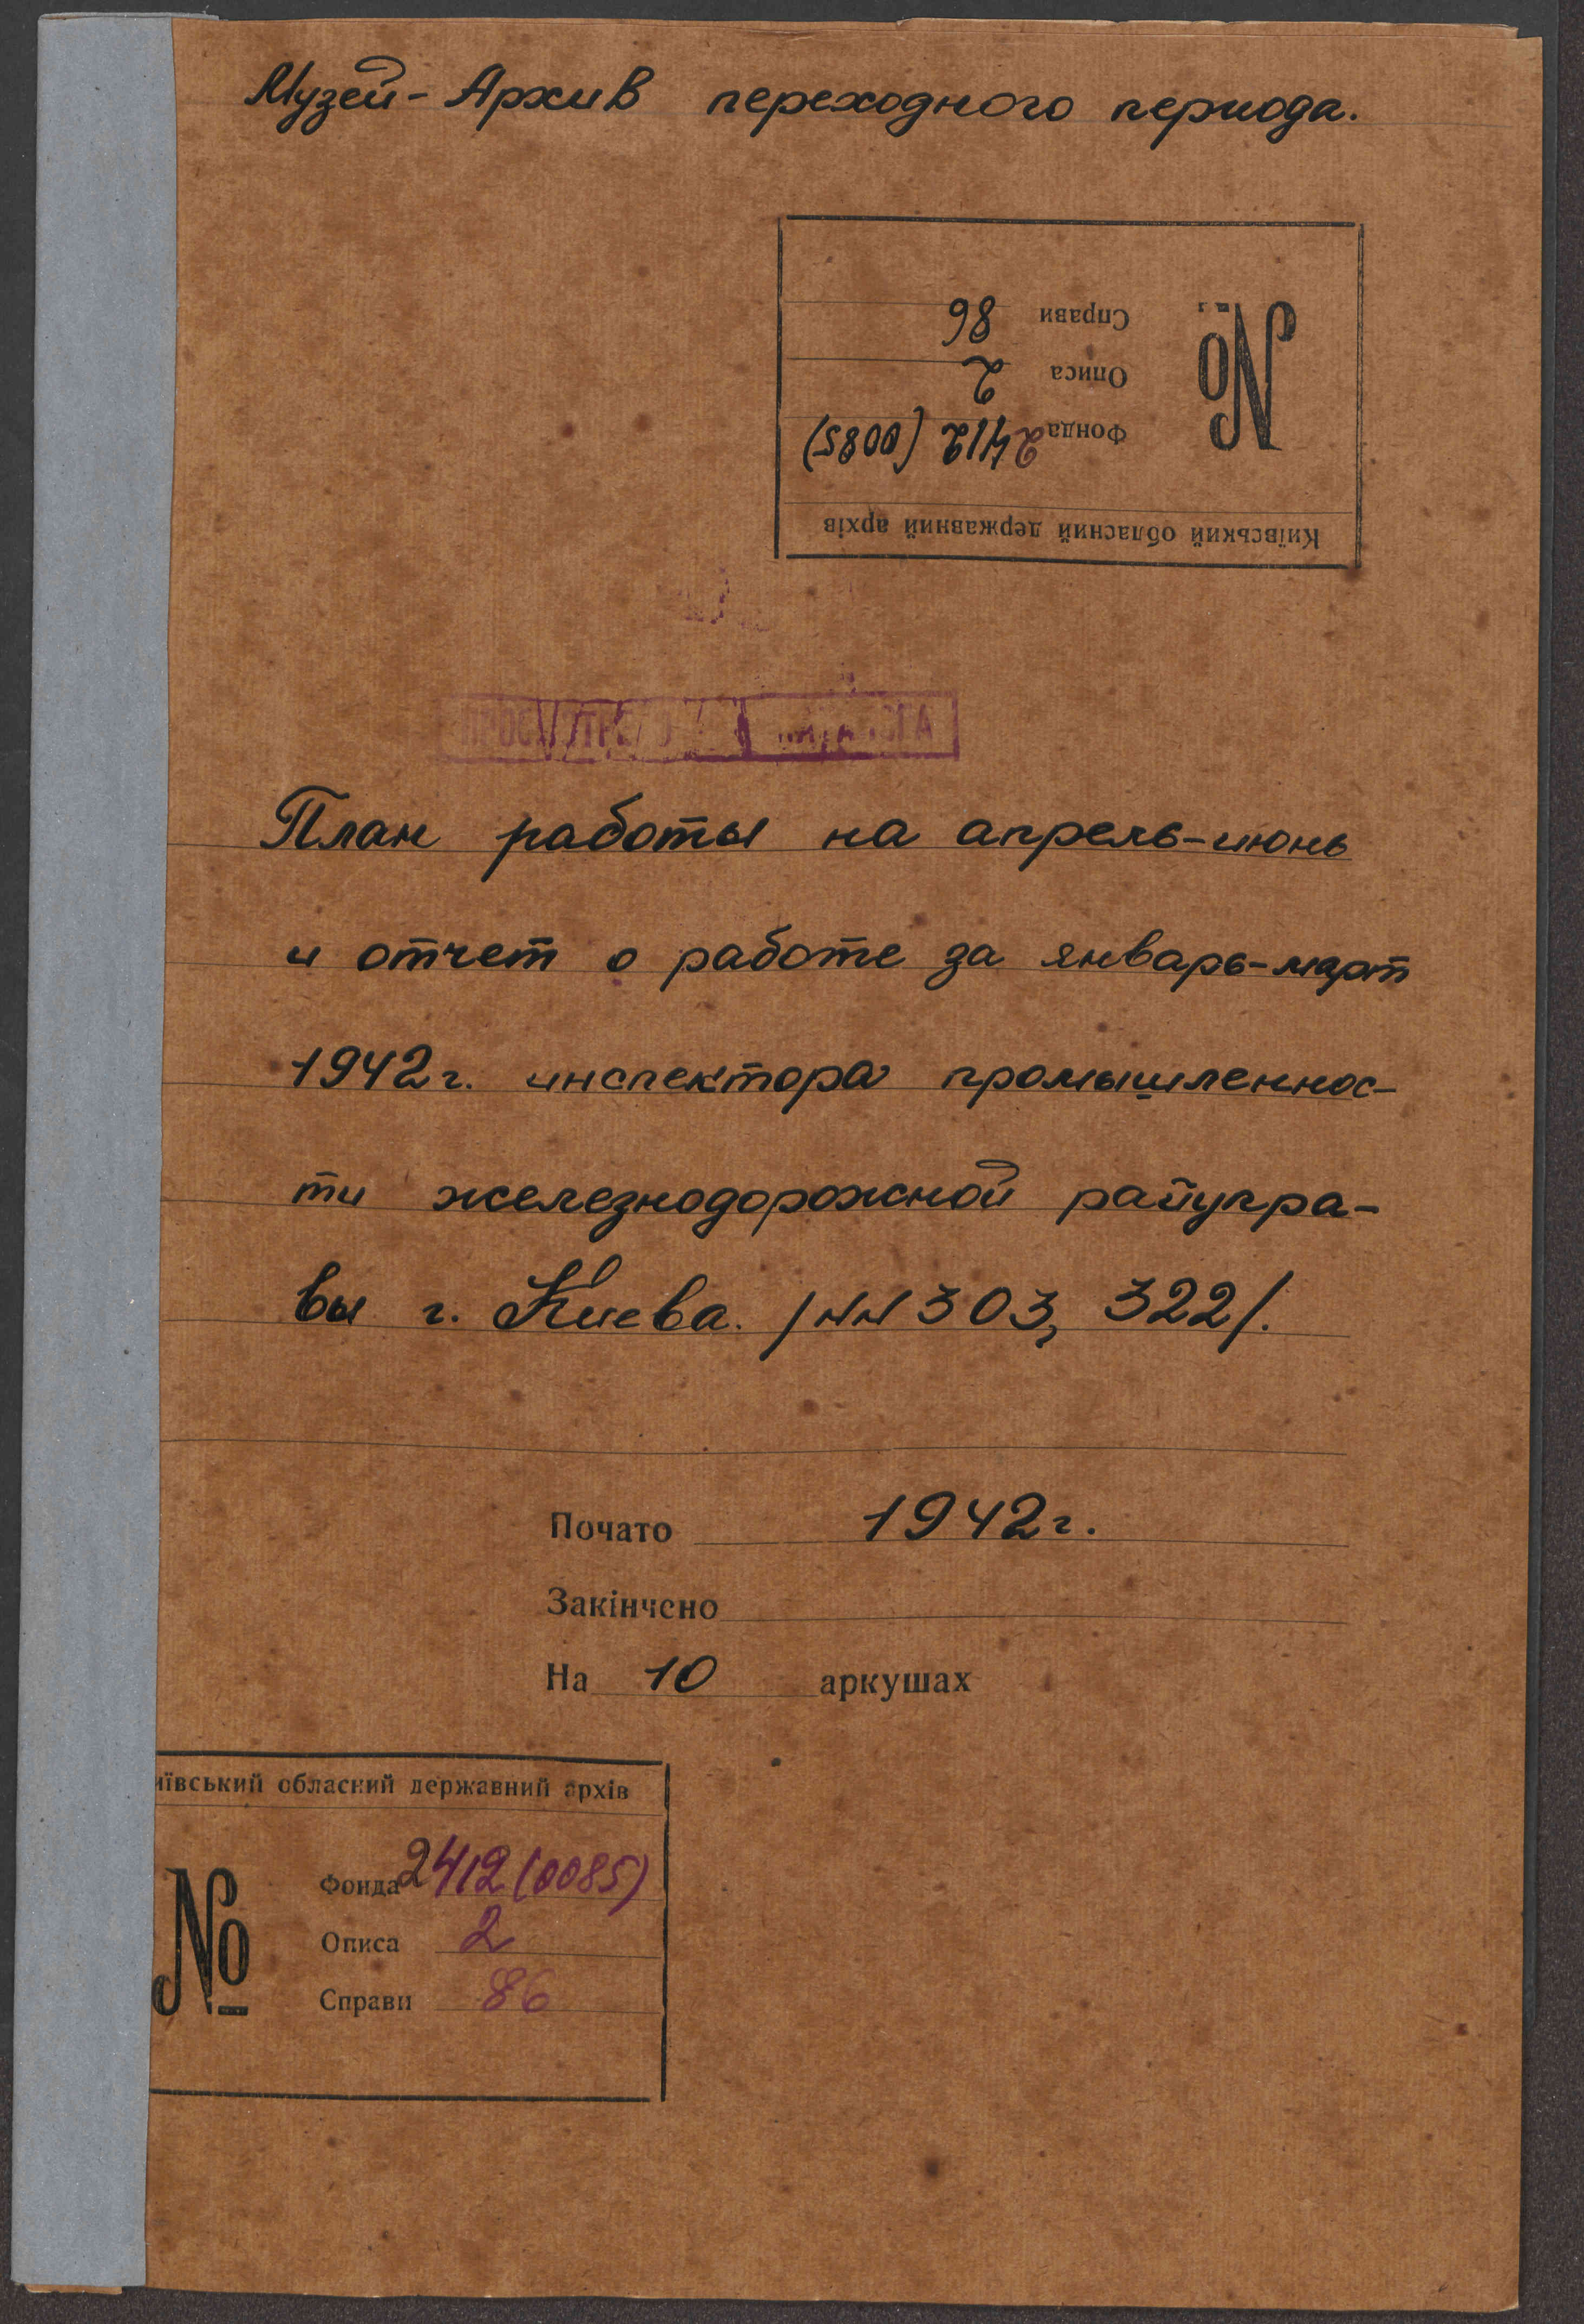 Музей-Архив переходного периода.
Київський обласний державний архів
№
Фонда 2412 (0085)
Описа 2
Справи 86
План работы на апрель-июнь
и отчет о работе за январь-март
1942г. инспектора промышленнос-
ти железнодорожной райупра-
вы г. Киева. /NN 303, 322/.
Почато 1942г.
Закінчено
На 10 аркушах
иївський обласний державний архів
№
Фонда 2412 (0085)
Описа 2
Справи 86